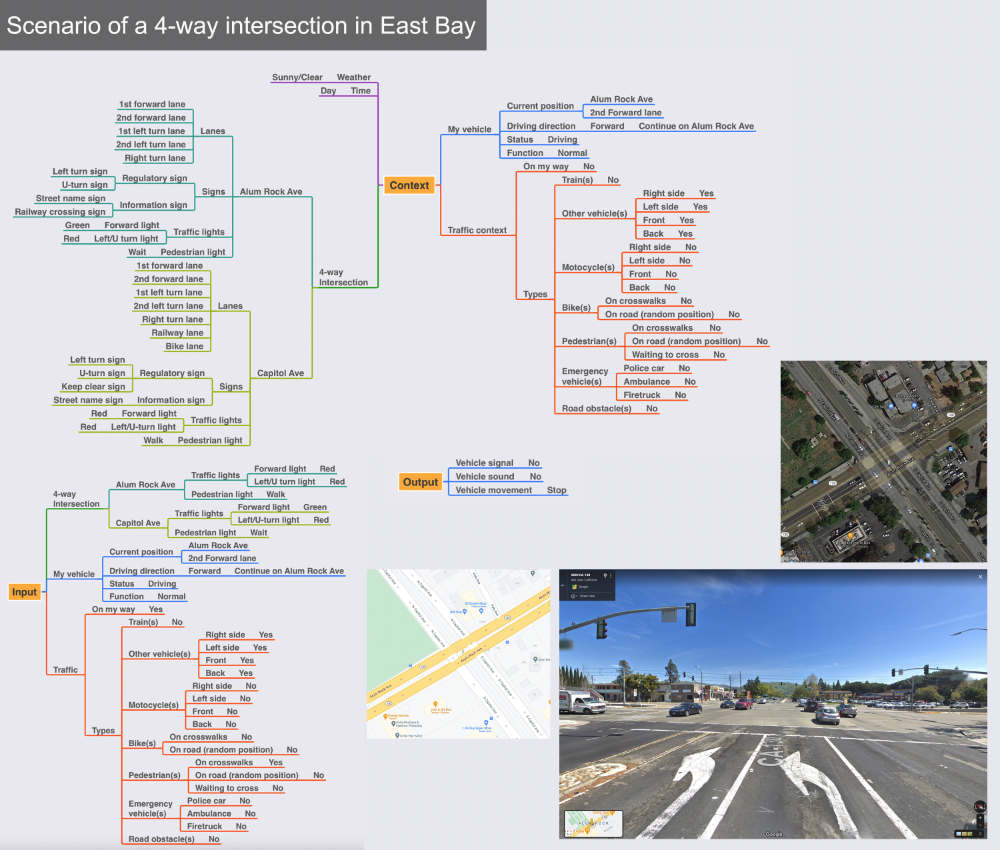 Scenario of a 4-way intersection in East Bay
Sunny/Clear Weather
Day Time
1st forward lane
2nd forward lane
1st left turn lane
2nd left turn lane
Right turn lane
Lanes
Left turn sign
U-turn sign
Regulatory sign
Street name sign
Railway crossing sign
Information sign
Signs
Alum Rock Ave
Green Forward light
Red Left/U turn light
Traffic lights
Wait Pedestrian light
4-way
Intersection
1st forward lane
2nd forward lane
1st left turn lane
2nd left turn lane
Right turn lane
Railway lane
Bike lane
Lanes
Left turn sign
U-turn sign
Keep clear sign
Regulatory sign
Street name sign Information sign
Signs
Capitol Ave
Red Forward light
Red Left/U-turn light
Traffic lights
Walk Pedestrian light
Context
My vehicle
Current position
Alum Rock Ave
2nd Forward lane
Driving direction Forward Continue on Alum Rock Ave
Status Driving
Function Normal
Traffic context
On my way No
Types
Train(s) No
Other vehicle(s)
Right side Yes
Left side Yes
Front Yes
Back Yes
Motocycle(s)
Right side No
Left side No
Front No
Back No
Bike(s)
On crosswalks No
On road (random position) No
Pedestrian(s)
On crosswalks No
On road (random position) No
Waiting to cross No
Emergency
vehicle(s)
Police car No
Ambulance No
Firetruck No
Road obstacle(s) No
Input
4-way
Intersection
Alum Rock Ave
Traffic lights
Forward light Red
Left/U turn light Red
Pedestrian light Walk
Capitol Ave
Traffic lights
Forward light Green
Left/U-turn light Red
Pedestrian light Wait
My vehicle
Current position
Alum Rock Ave
2nd Forward lane
Driving direction Forward Continue on Alum Rock Ave
Status Driving
Function Normal
Traffic
On my way Yes
Types
Train(s) No
Other vehicle(s)
Right side Yes
Left side Yes
Front Yes
Back Yes
Motocycle(s)
Right side No
Left side No
Front No
Back No
Bike(s)
On crosswalks No
On road (random position) No
Pedestrian(s)
On crosswalks Yes
On road (random position) No
Waiting to cross No
Emergency
vehicle(s)
Police car No
Ambulance No
Firetruck No
Road obstacle(s) No
Output
Vehicle signal No
Vehicle sound No
Vehicle movement Stop
Alum Rock Ave
Alum Rock Ave
Google